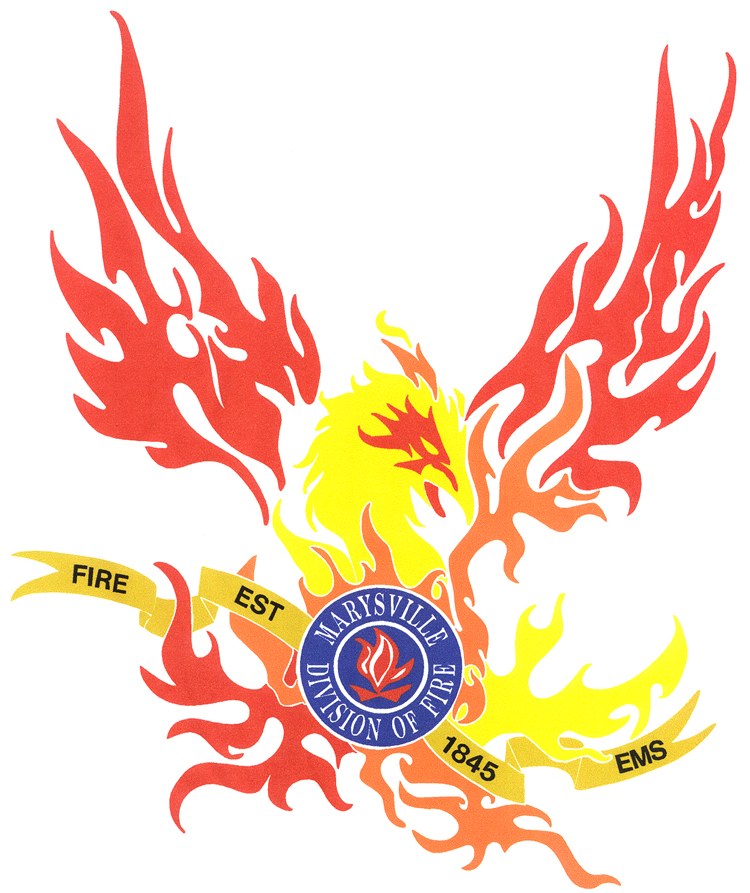 FIRE
EST
MARYSVILLE
DIVISION OF FIRE
1845
EMS